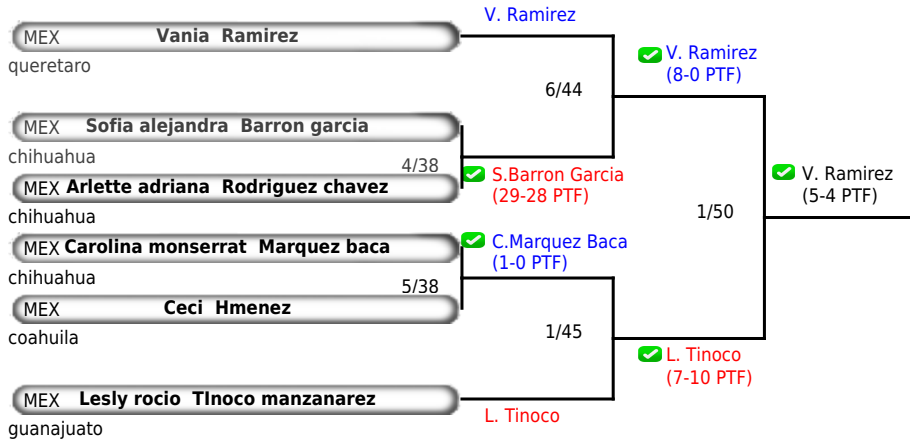 V. Ramirez
MEX Vania Ramirez
queretaro
V. Ramirez
(8-0 PTF)
6/44
MEX Sofia alejandra Barron garcia
chihuahua
4/38
S.Barron Garcia
(29-28 PTF)
MEX Arlette adriana Rodriguez chavez
chihuahua
V. Ramirez
(5-4 PTF)
1/50
MEX Carolina monserrat Marquez baca
chihuahua
C.Marquez Baca
(1-0 PTF)
5/38
MEX Ceci Hmenez
coahuila
1/45
L. Tinoco
(7-10 PTF)
MEX Lesly rocio TInoco manzanarez
guanajuato
L. Tinoco